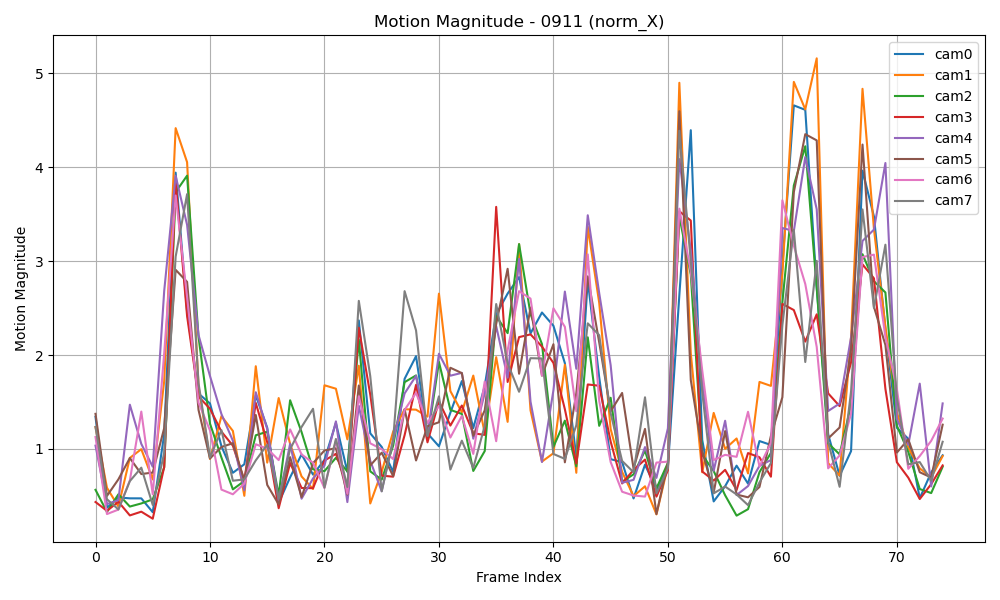 Motion Magnitude - 0911 (norm_X)
Motion Magnitude
5
4
3
2
1
0
10
20
30
40
50
60
70
Frame Index
cam0
cam1
cam2
cam3
cam4
cam5
cam6
cam7